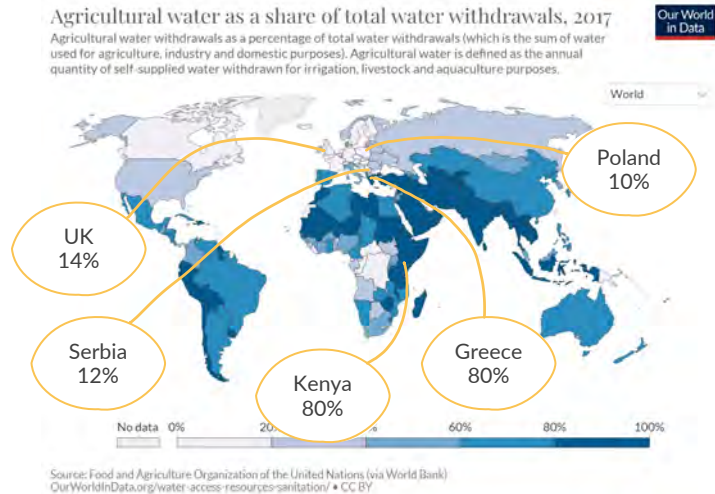 Agricultural water as a share of total water withdrawals, 2017
Our World
in Data
Agricultural water withdrawals as a percentage of total water withdrawals (which is the sum of water
used for agriculture, industry and domestic purposes). Agricultural water is defined as the annual
quantity of self-supplied water withdrawn for irrigation, livestock and aquaculture purposes.
World
Poland
10%
UK
14%
Serbia
12%
Kenya
80%
Greece
80%
No data 0% 60% 80% 100%
Source: Food and Agriculture Organization of the United Nations (via World Bank)
OurWorldInData.org/water-access-resources-sanitation/ • CC BY